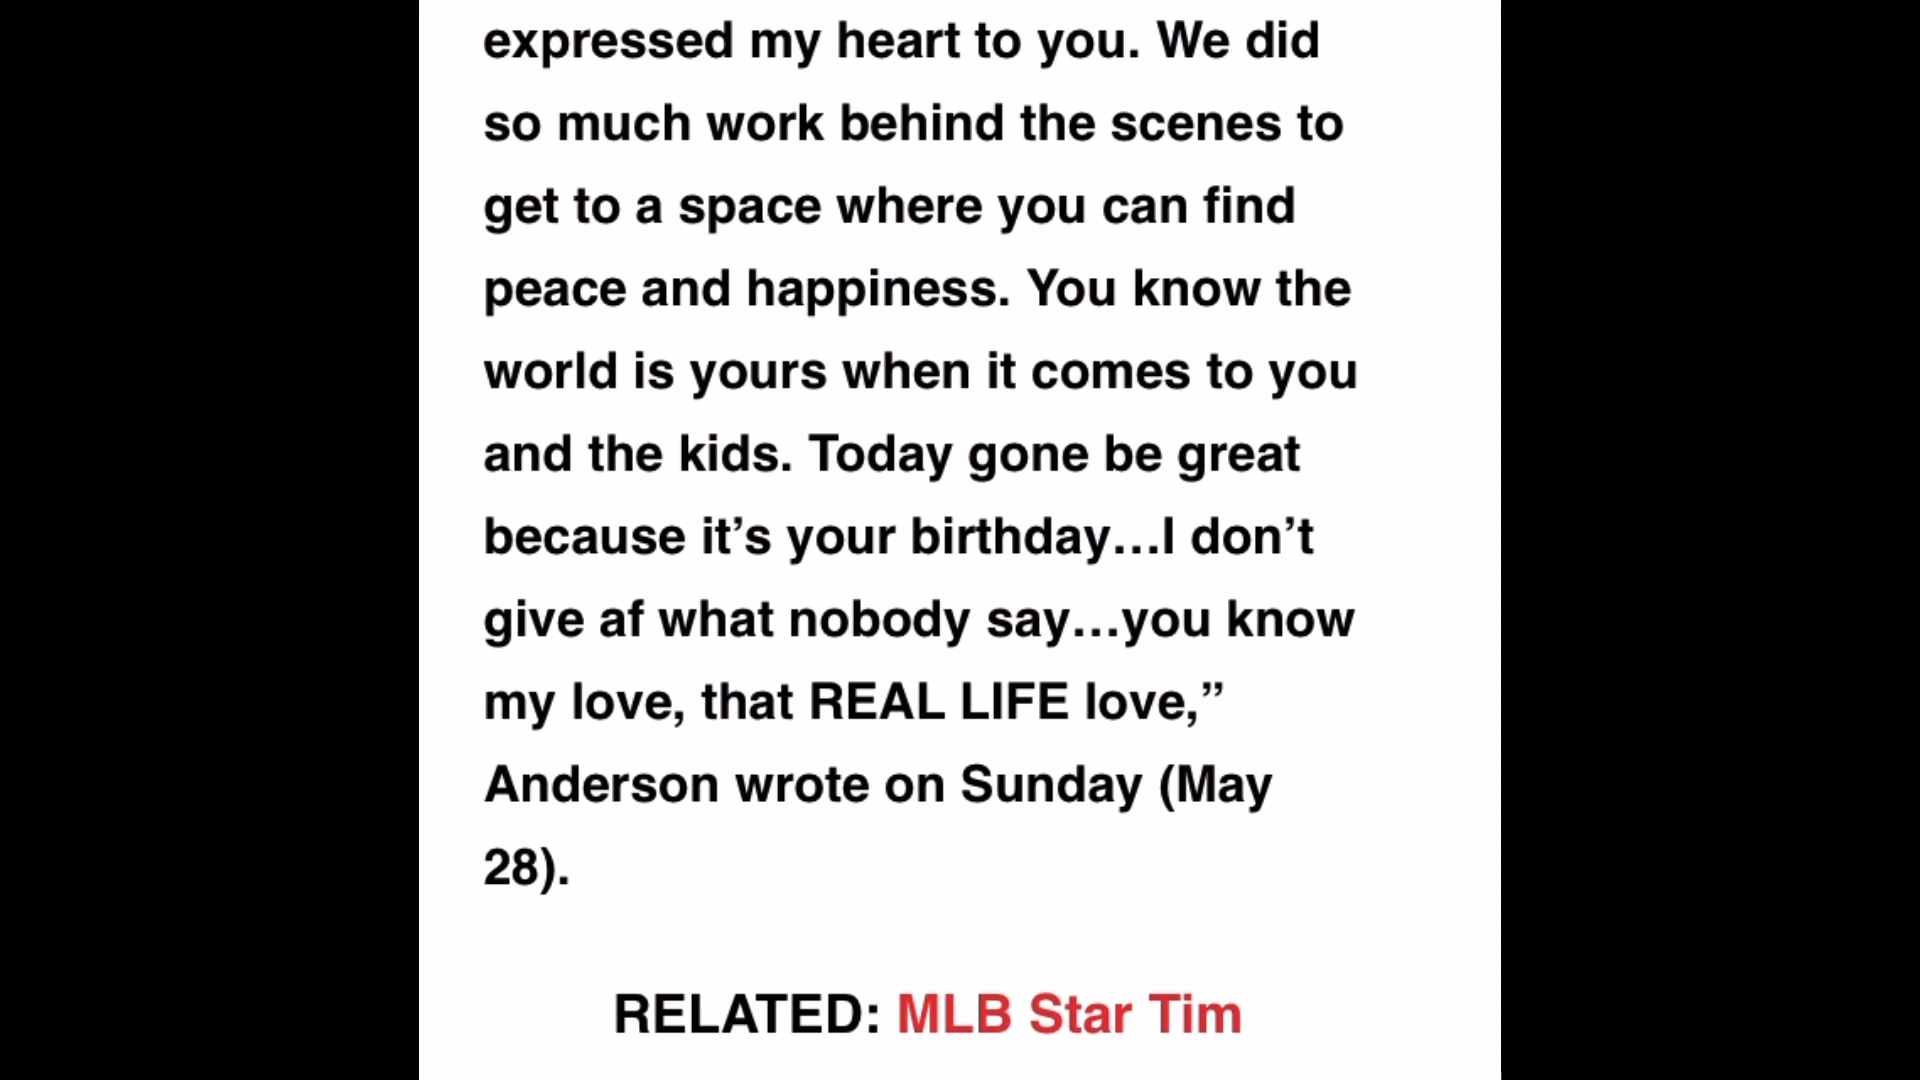 expressed my heart to you. We did
so much work behind the scenes to
get to a space where you can find
peace and happiness. You know the
world is yours when it comes to you
and the kids. Today gone be great
because it’s your birthday…I don’t
give af what nobody say…you know
my love, that REAL LIFE love,”
Anderson wrote on Sunday (May
28).
RELATED: MLB Star Tim